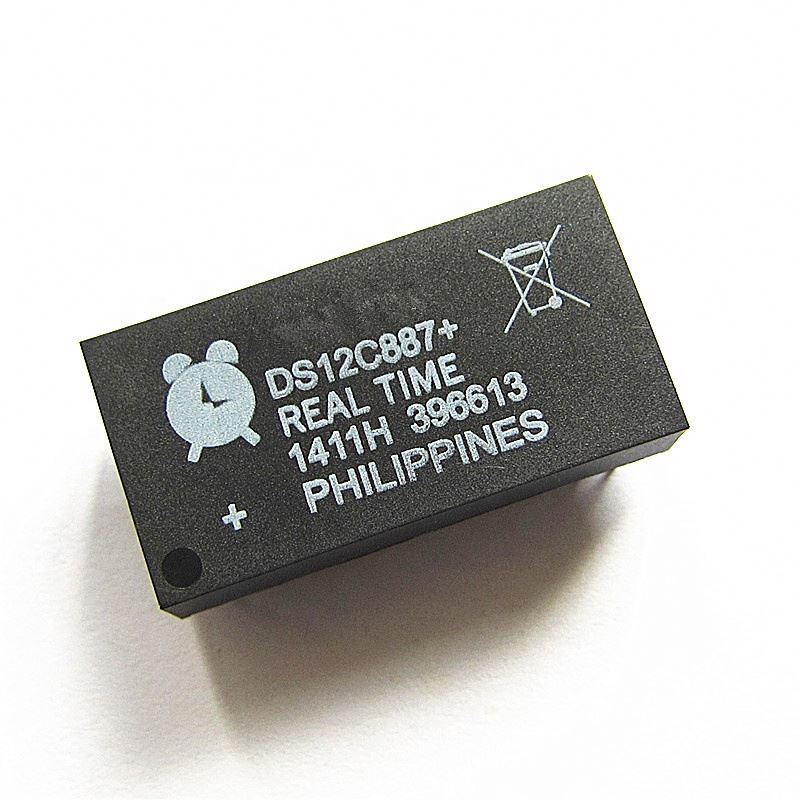 DS12C887+
REAL TIME
1411H 396613
PHILIPPINES
+